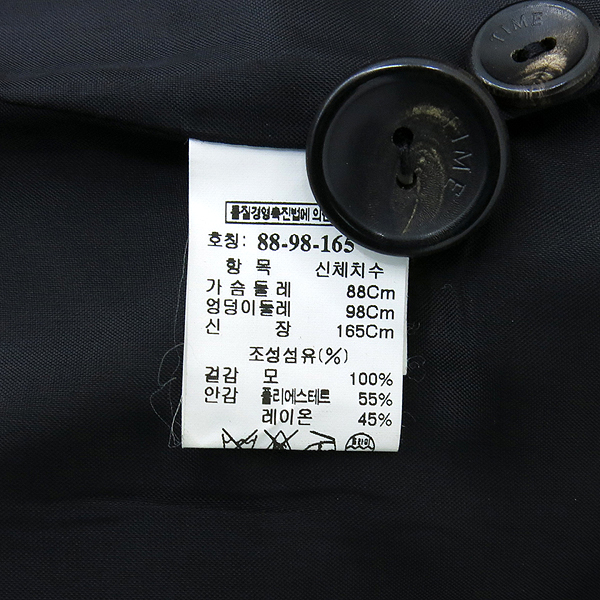 TIME
TIME
품질경영촉진법에 의한
호칭: 88-98-165
항 목 신체치수
가 슴 둘 레 88Cm
엉덩이둘레 98Cm
신 장 165Cm
조성섬유(%)
겉감 모 100%
안감 폴리에스테르 55%
레이온 45%